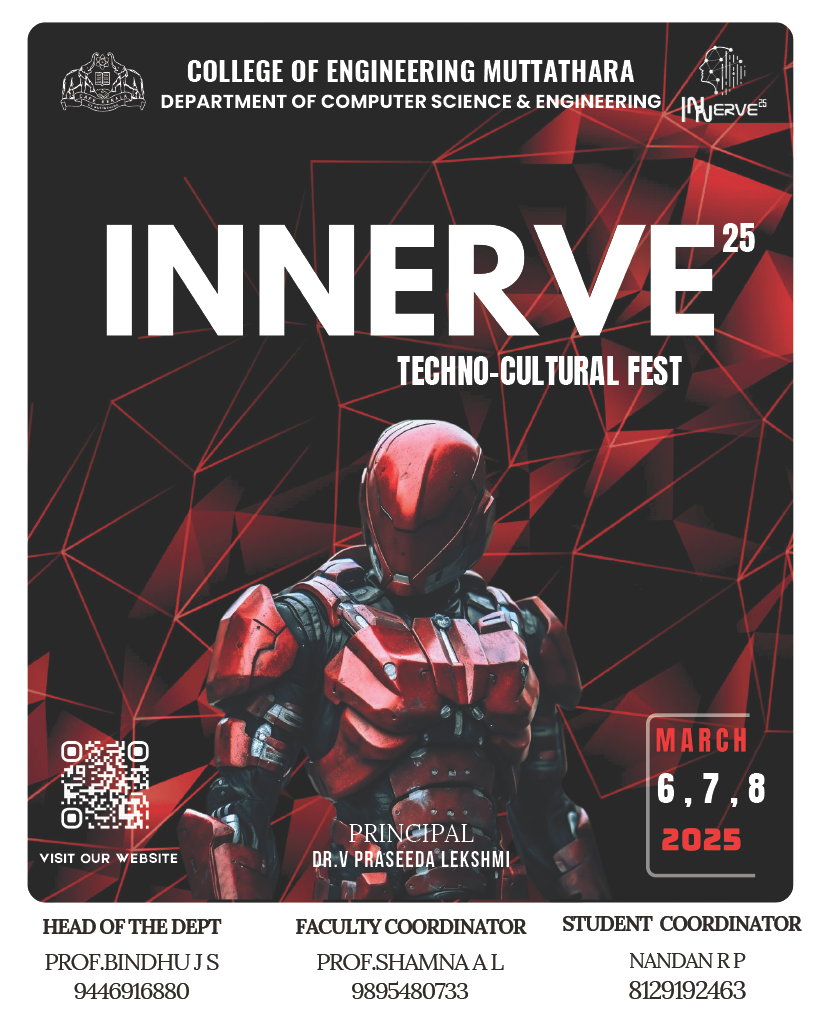 COLLEGE OF ENGINEERING MUTTATHARA
DEPARTMENT OF COMPUTER SCIENCE & ENGINEERING
INNERVE 25
INNERVE 25
TECHNO-CULTURAL FEST
MARCH
6 , 7 , 8
2025
VISIT OUR WEBSITE
PRINCIPAL
DR.V PRASEEDA LEKSHMI
HEAD OF THE DEPT
PROF.BINDHU J S
9446916880
FACULTY COORDINATOR
PROF.SHAMNA A L
9895480733
STUDENT COORDINATOR
NANDAN R P
8129192463